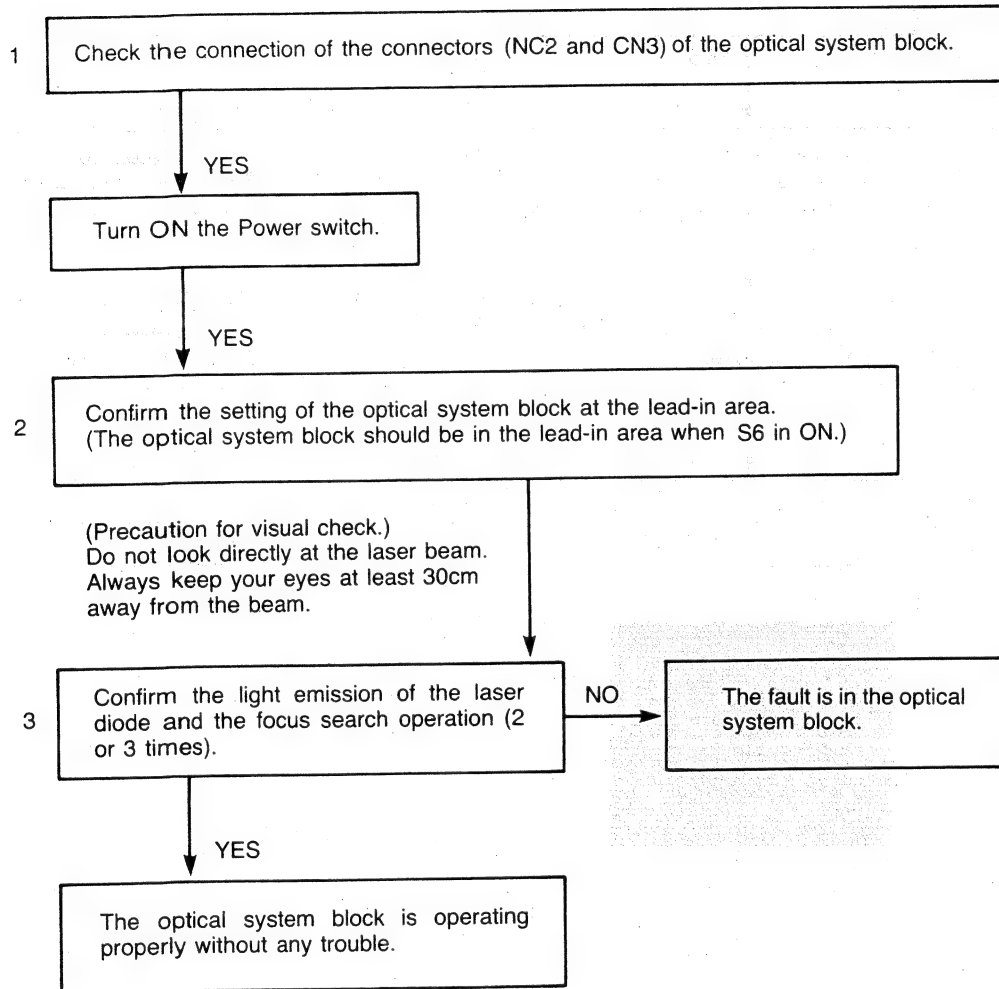 1
Check the connection of the connectors (NC2 and CN3) of the optical system block.
YES
Turn ON the Power switch.
YES
2
Confirm the setting of the optical system block at the lead-in area.
(The optical system block should be in the lead-in area when S6 in ON.)
(Precaution for visual check.)
Do not look directly at the laser beam.
Always keep your eyes at least 30cm
away from the beam.
3
Confirm the light emission of the laser
diode and the focus search operation (2
or 3 times).
NO
The fault is in the optical
system block.
YES
The optical system block is operating
properly without any trouble.